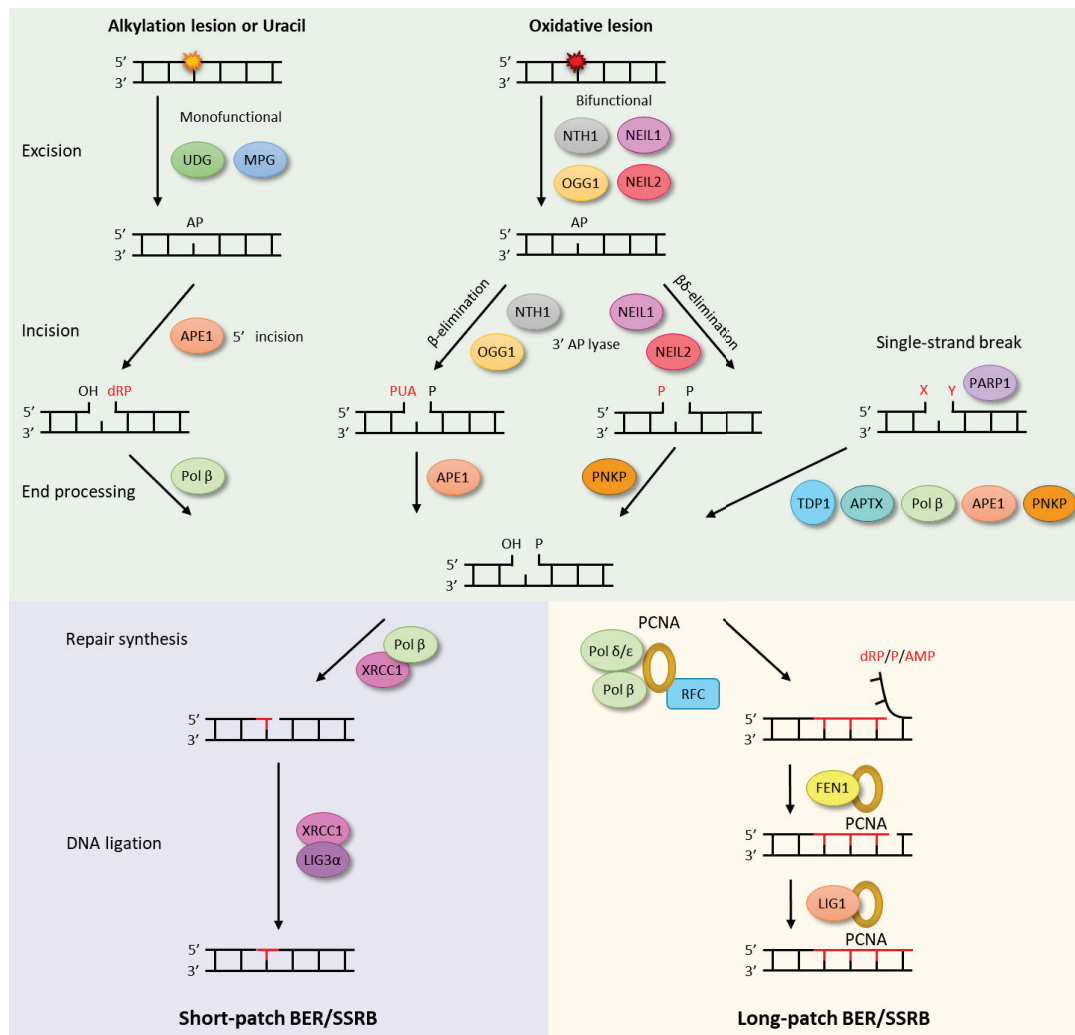 Alkylation lesion or Uracil
Oxidative lesion
5’
3’
5’
3’
Monofunctional
Bifunctional
Excision
UDG
MPG
NTH1
NEIL1
OGG1
NEIL2
AP
5’
3’
AP
5’
3’
Incision
APE1
5’ incision
β-elimination
NTH1
OGG1
3’ AP lyase
NEIL1
NEIL2
βδ-elimination
Single-strand break
PARP1
OH dRP
5’
3’
PUA P
5’
3’
P P
5’
3’
X Y
5’
3’
End processing
Pol β
APE1
PNKP
TDP1
APTX
Pol β
APE1
PNKP
OH P
5’
3’
Repair synthesis
Pol β
XRCC1
PCNA
Pol δ/ε
Pol β
RFC
dRP/P/AMP
5’
3’
5’
3’
FEN1
PCNA
5’
3’
DNA ligation
XRCC1
LIG3α
LIG1
PCNA
5’
3’
5’
3’
Short-patch BER/SSRB
Long-patch BER/SSRB